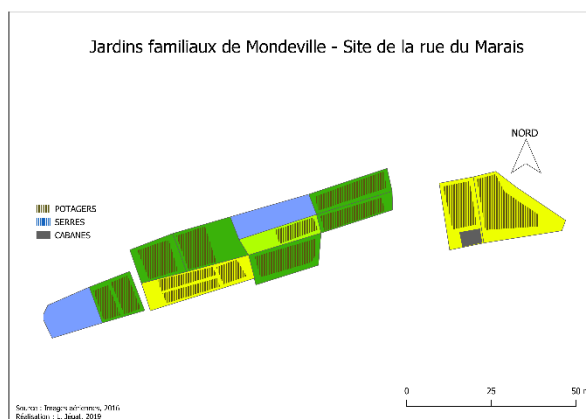 Jardins familiaux de Mondeville - Site de la rue du Marais
NORD
POTAGERS
SERRES
CABANES
Source : Images aériennes, 2016
Réalisation : L. 2019
0 25 50 m